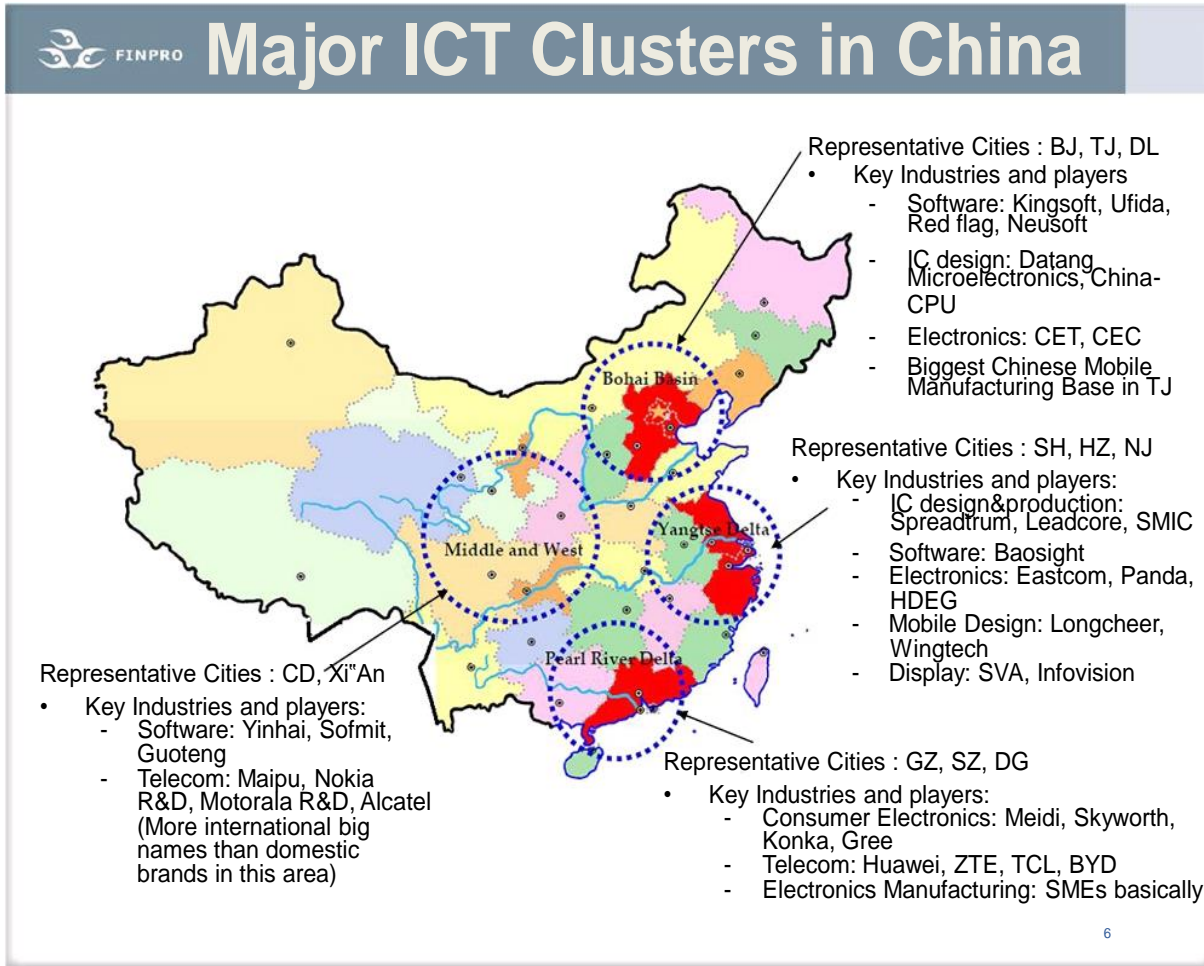 FINPRO
Major ICT Clusters in China
Representative Cities : BJ, TJ, DL
• Key Industries and players
- Software: Kingsoft, Ufida,
Red flag, Neusoft
- IC design: Datang
Microelectronics, China-
CPU
- Electronics: CET, CEC
- Biggest Chinese Mobile
Manufacturing Base in TJ
Bohai Basin
Representative Cities : SH, HZ, NJ
• Key Industries and players:
- IC design&production:
Spreadtrum, Leadcore, SMIC
- Software: Baosight
- Electronics: Eastcom, Panda,
HDEG
- Mobile Design: Longcheer,
Wingtech
- Display: SVA, Infovision
Yangtse Delta
Middle and West
Pearl River Delta
Representative Cities : CD, Xi‟An
• Key Industries and players:
- Software: Yinhai, Sofmit,
Guoteng
- Telecom: Maipu, Nokia
R&D, Motorala R&D, Alcatel
(More international big
names than domestic
brands in this area)
Representative Cities : GZ, SZ, DG
• Key Industries and players:
- Consumer Electronics: Meidi, Skyworth,
Konka, Gree
- Telecom: Huawei, ZTE, TCL, BYD
- Electronics Manufacturing: SMEs basically
6